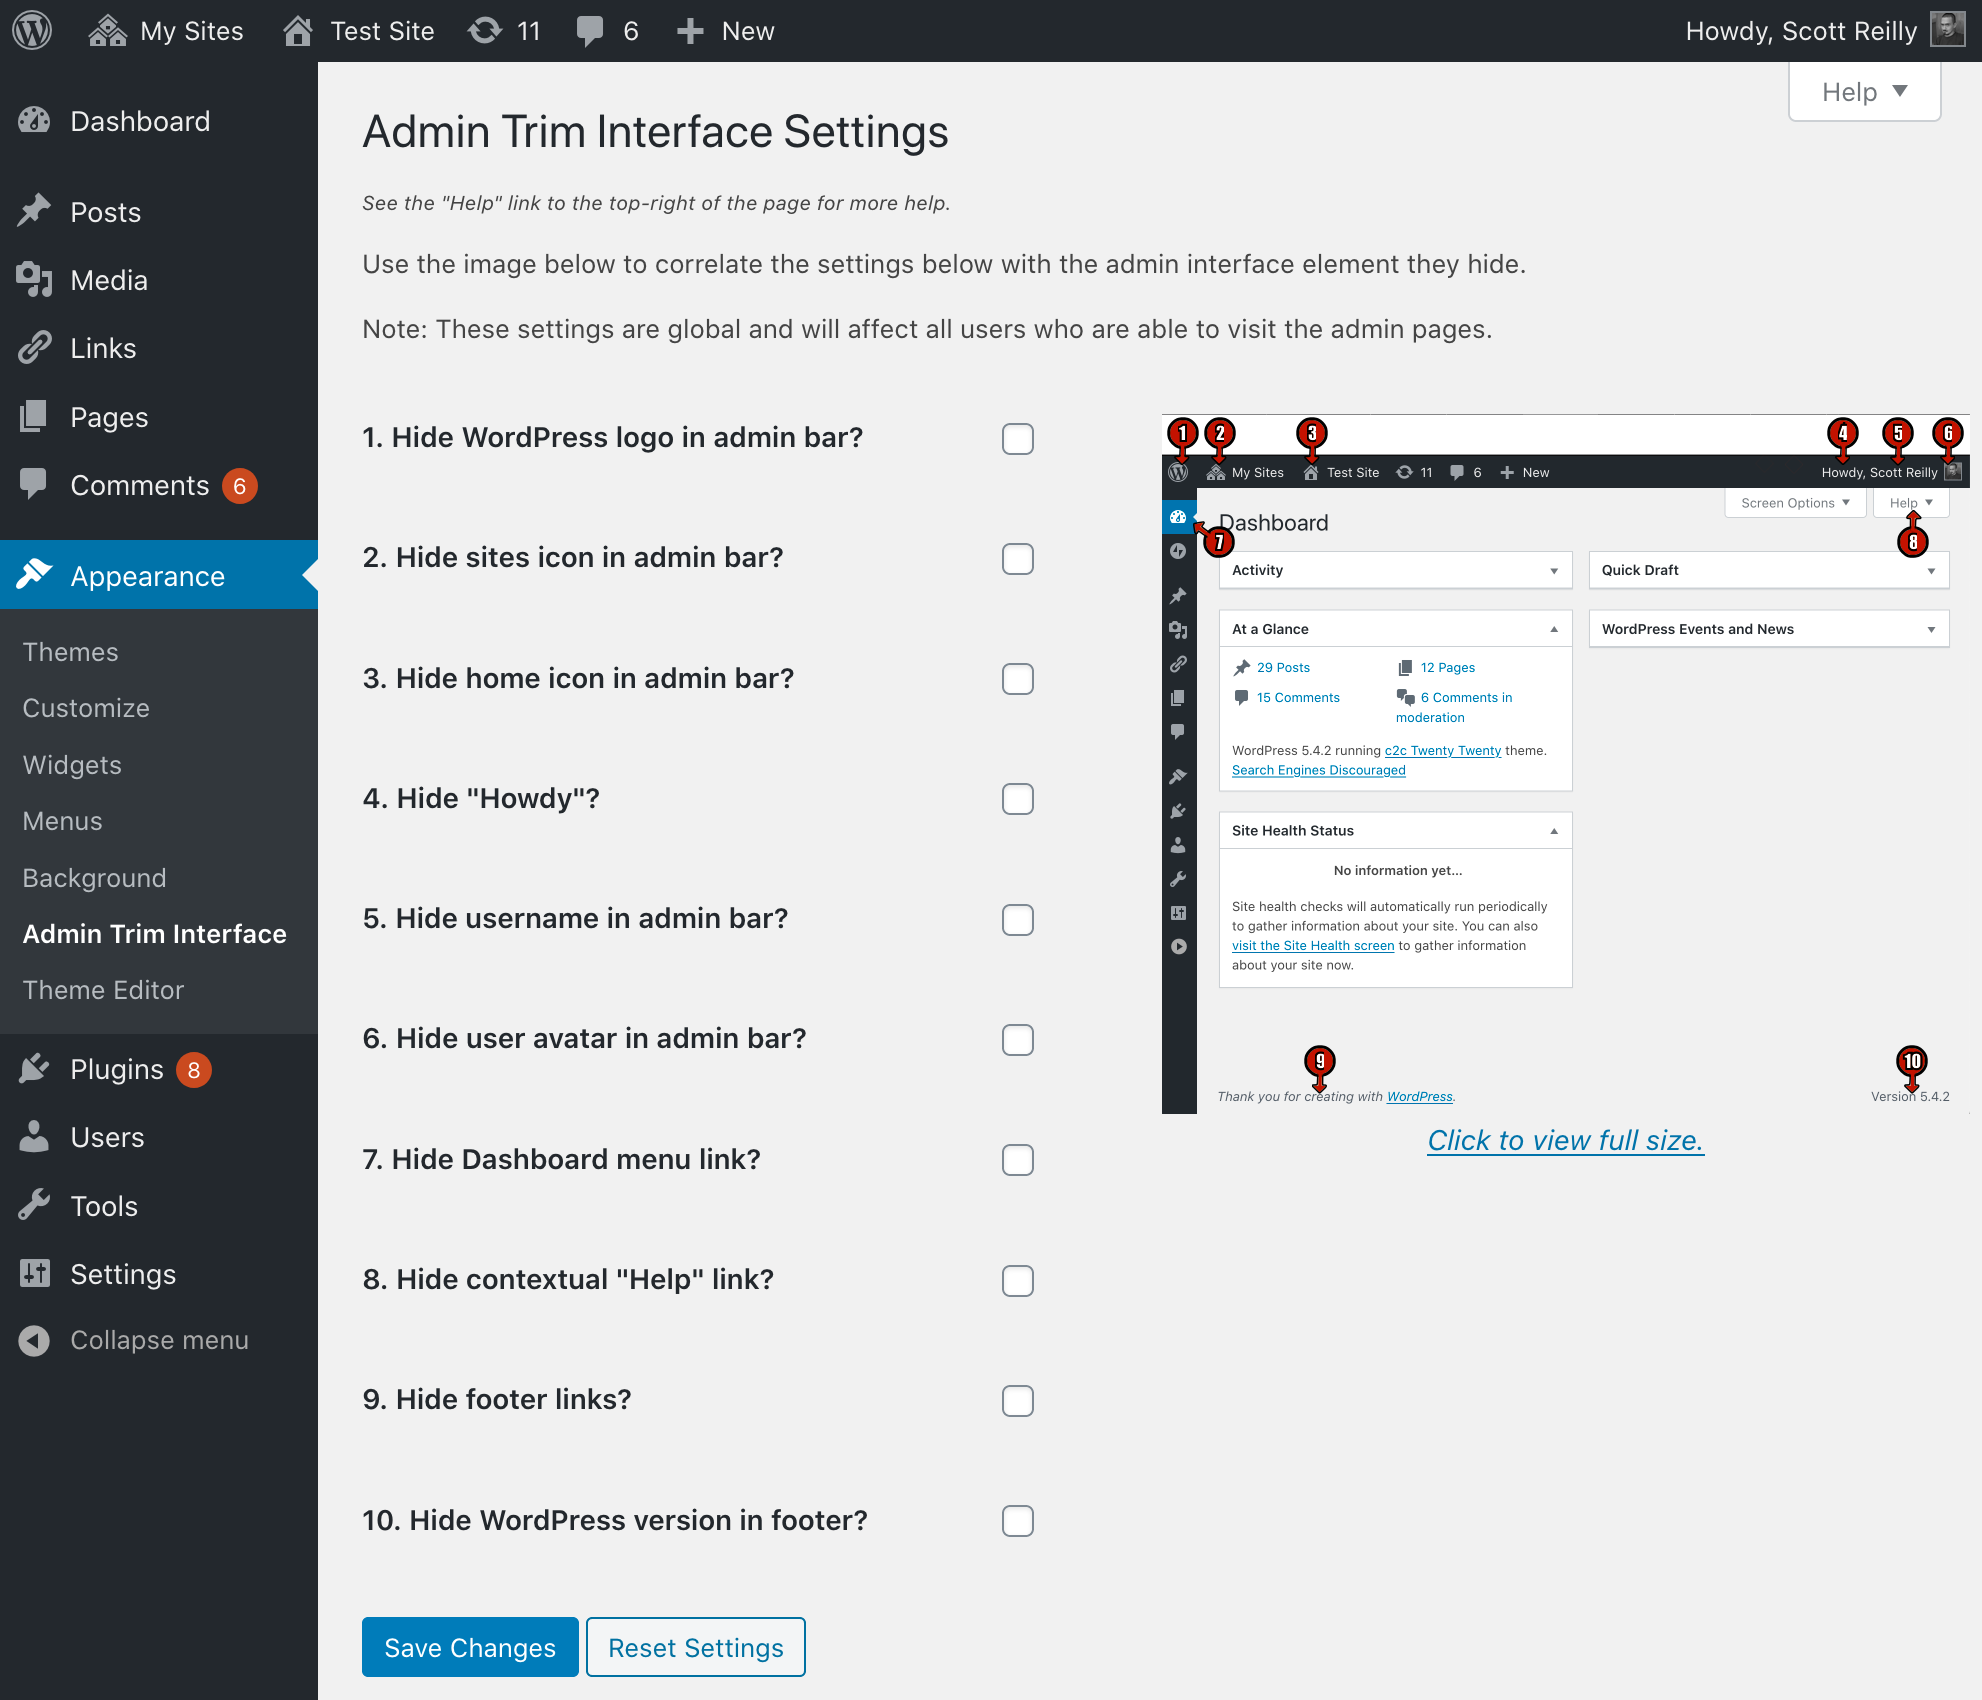 My Sites Test Site 11 6 New Howdy, Scott Reilly
Help
Dashboard
Posts
Media
Links
Pages
Comments 6
Appearance
Themes
Customize
Widgets
Menus
Background
Admin Trim Interface
Theme Editor
Plugins 8
Users
Tools
Settings
Collapse menu
Admin Trim Interface Settings
See the "Help" link to the top-right of the page for more help.
Use the image below to correlate the settings below with the admin interface element they hide.
Note: These settings are global and will affect all users who are able to visit the admin pages.
1. Hide WordPress logo in admin bar?
2. Hide sites icon in admin bar?
3. Hide home icon in admin bar?
4. Hide "Howdy"?
5. Hide username in admin bar?
6. Hide user avatar in admin bar?
7. Hide Dashboard menu link?
8. Hide contextual "Help" link?
9. Hide footer links?
10. Hide WordPress version in footer?
Save Changes Reset Settings
1 2 3 4 5 6
My Sites Test Site 11 6 New Howdy, Scott Reilly
Screen Options Help
Dashboard
7 8
Activity
Quick Draft
At a Glance
WordPress Events and News
29 Posts 12 Pages
15 Comments 6 Comments in
moderation
WordPress 5.4.2 running c2c Twenty Twenty theme.
Search Engines Discouraged
Site Health Status
No information yet...
Site health checks will automatically run periodically
to gather information about your site. You can also
visit the Site Health screen to gather information
about your site now.
9 10
Thank you for creating with WordPress. Version 5.4.2
Click to view full size.